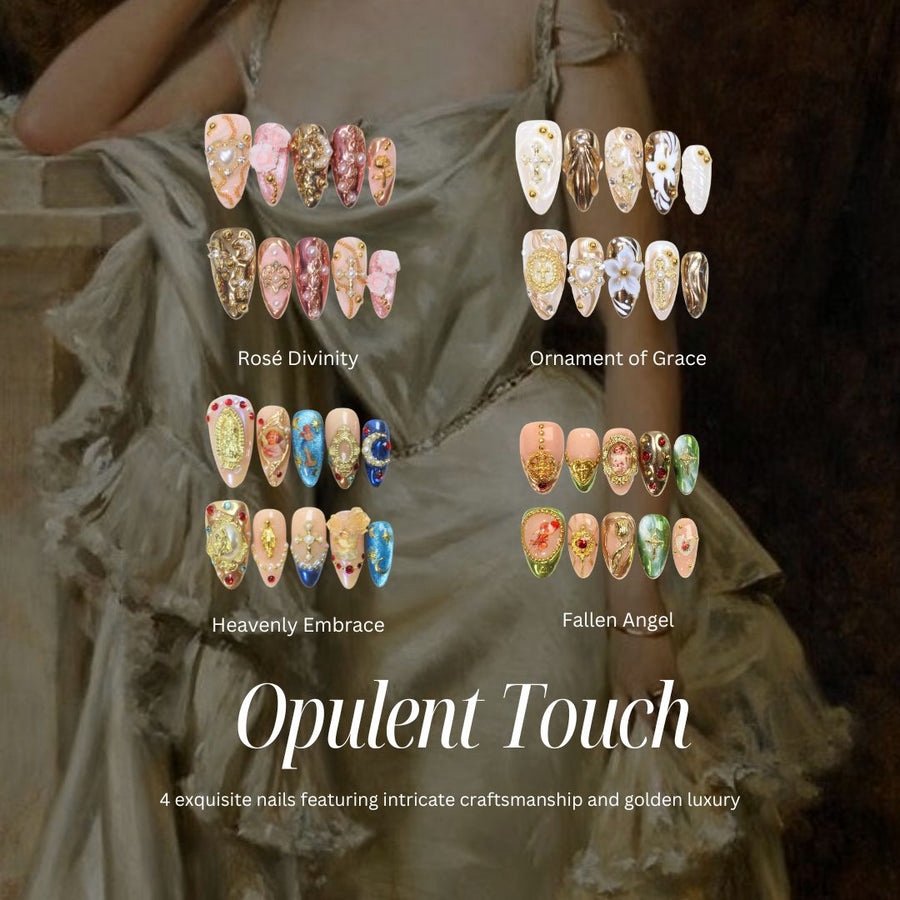 Rosé Divinity
Ornament of Grace
Heavenly Embrace
Fallen Angel
Opulent Touch
4 exquisite nails featuring intricate craftsmanship and golden luxury